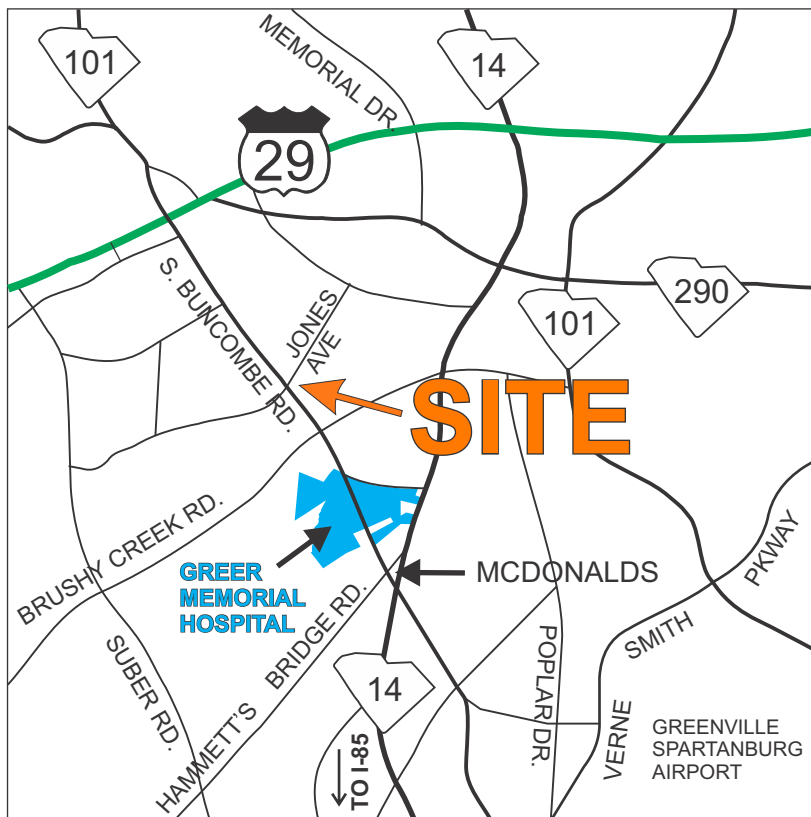 101
14
MEMORIAL DR.
29
S. BUNCOMBE RD.
JONES
AVE
290
101
SITE
BRUSHY CREEK RD.
GREER
MEMORIAL
HOSPITAL
MCDONALDS
PKWAY
SMITH
VERNE
SUBER RD.
HAMMETT'S
BRIDGE RD.
POPLAR DR.
14
TO I-85
GREENVILLE
SPARTANBURG
AIRPORT